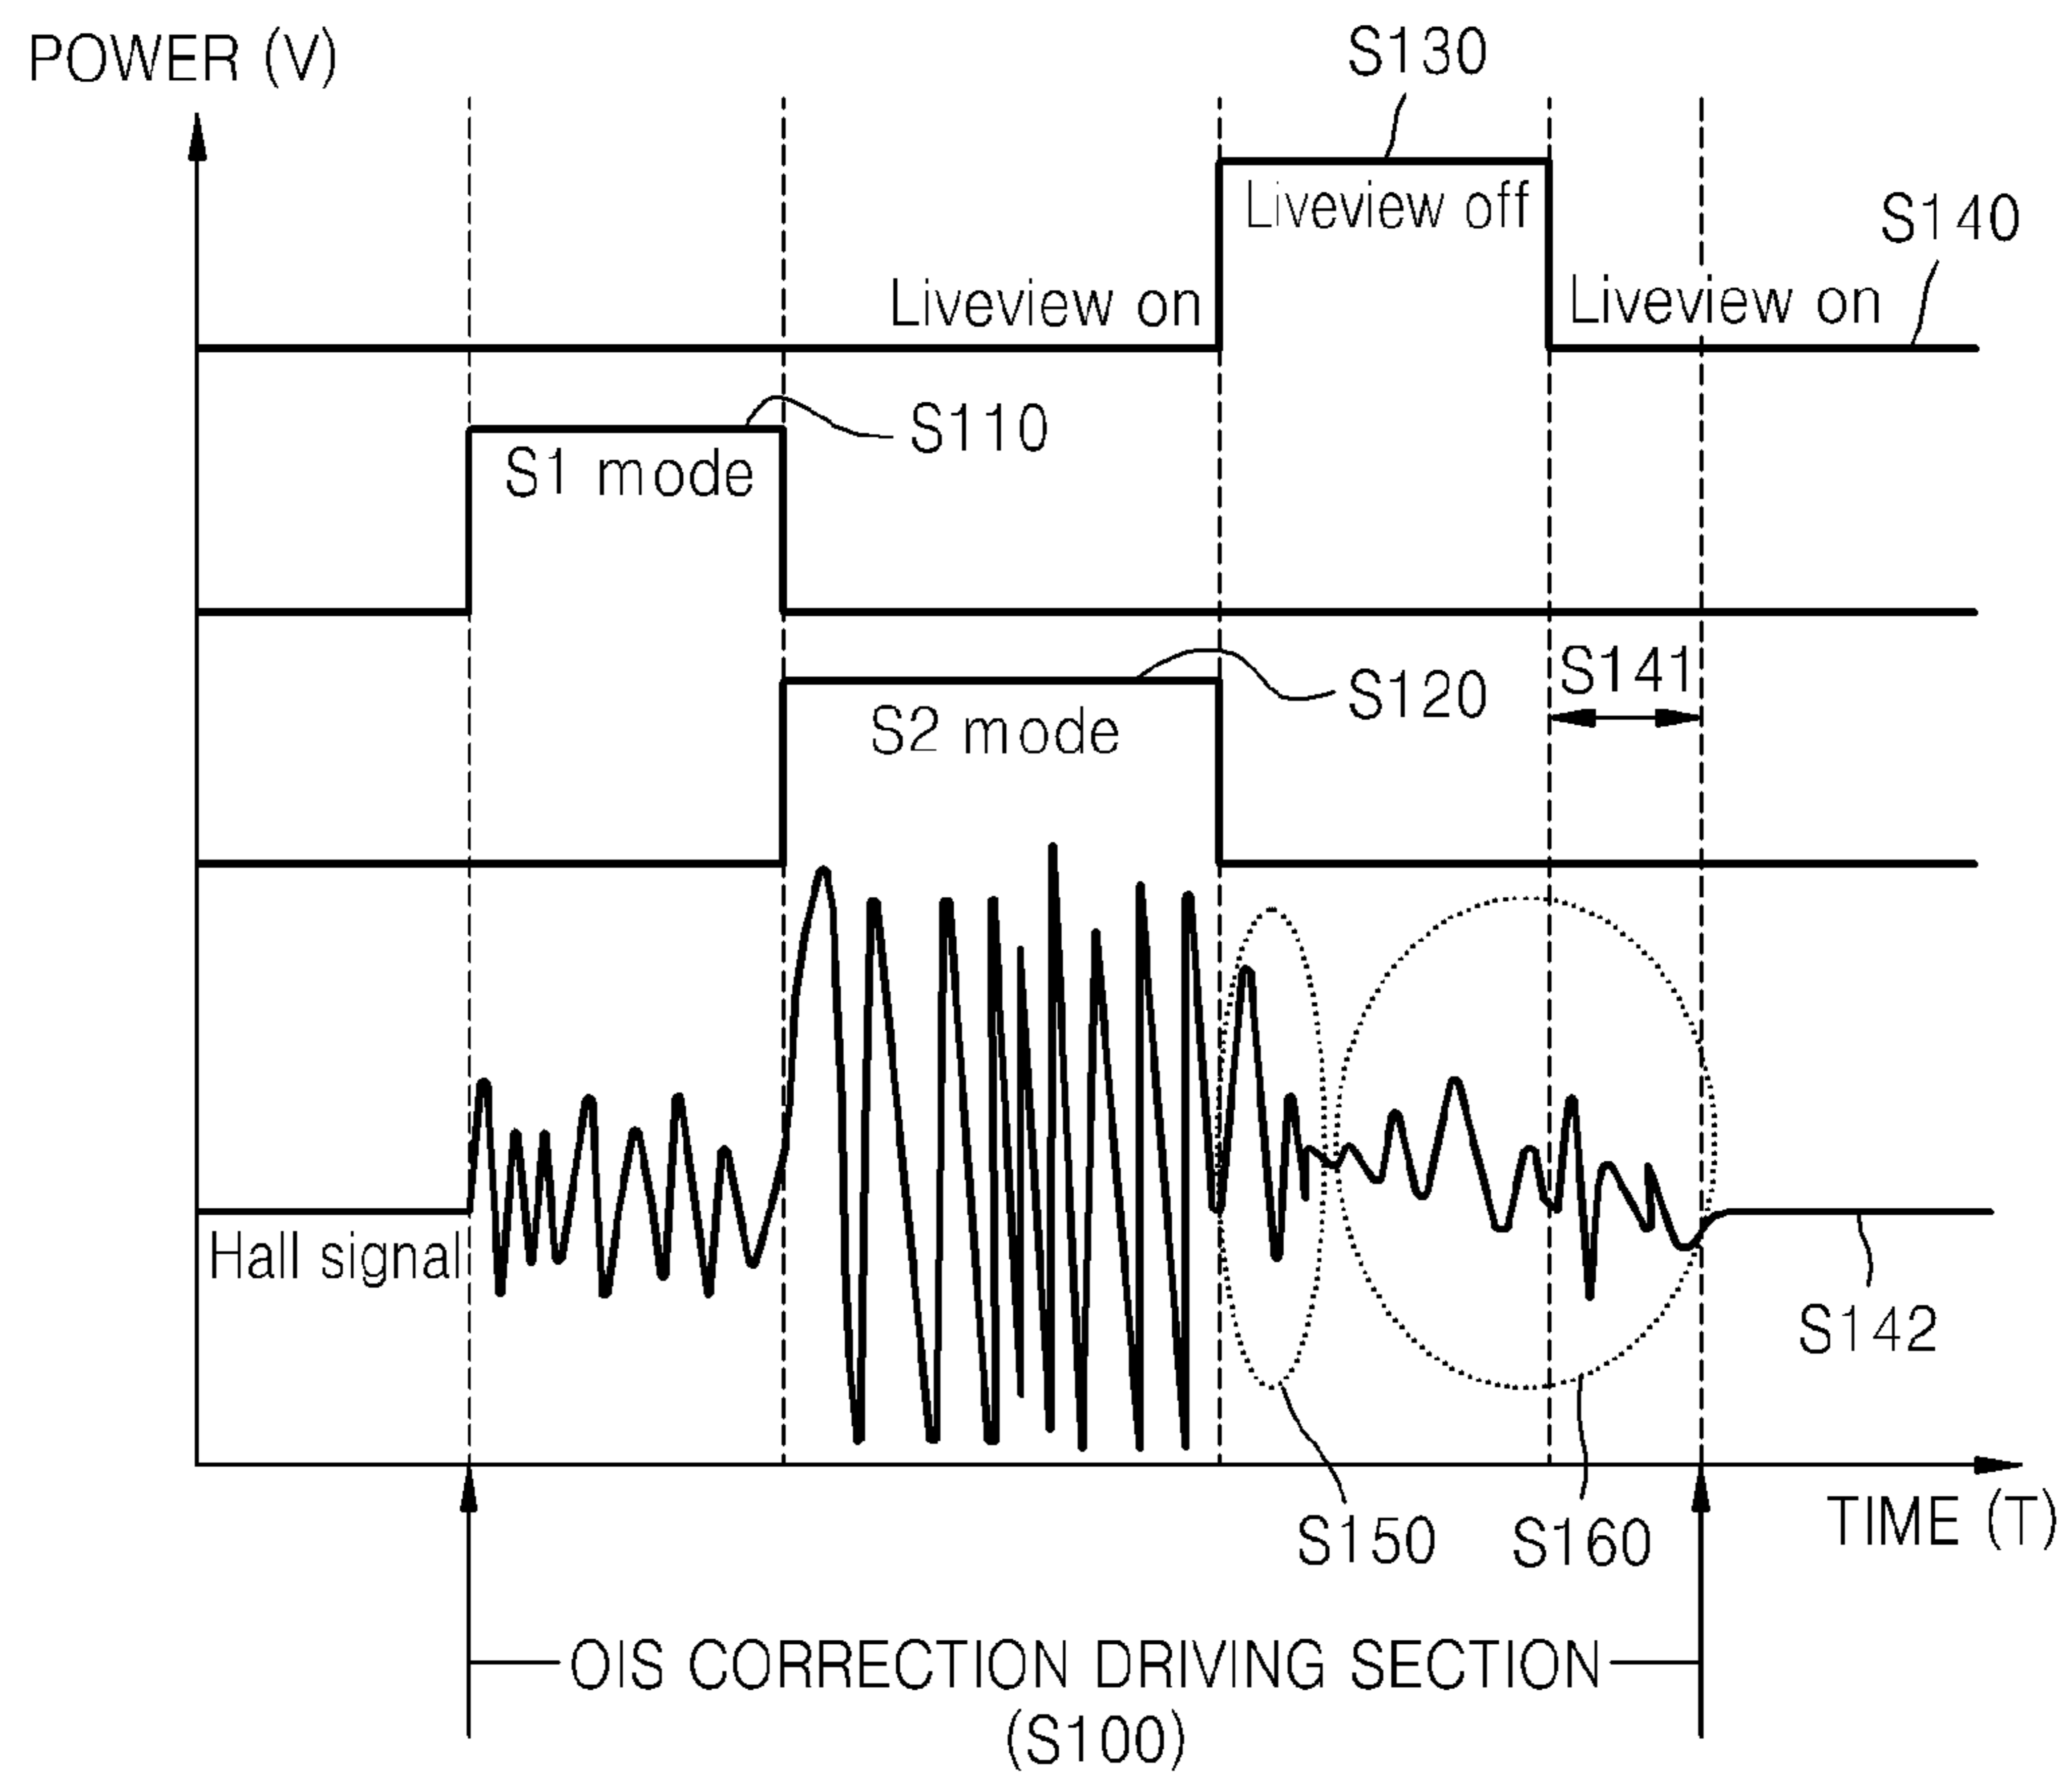 S130
POWER (V)
Liveview off
S140
Liveview on
Liveview on
S110
S1 mode
S141
S120
S2 mode
Hall signal
S142
TIME (T)
S150
S160
OIS CORRECTION DRIVING SECTION
(S100)